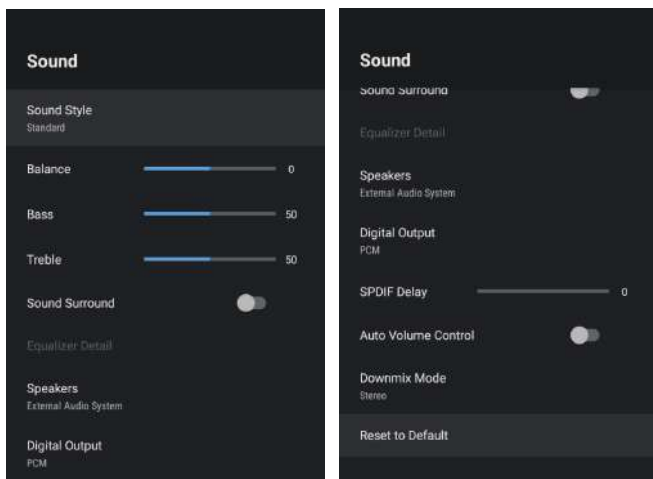 Sound
Sound Style
Standard
Balance 0
Bass 50
Treble 50
Sound Surround
Equalizer Detail
Speakers
External Audio System
Digital Output
PCM
Sound
Sound Surround
Equalizer Detail
Speakers
External Audio System
Digital Output
PCM
SPDIF Delay 0
Auto Volume Control
Downmix Mode
Stereo
Reset to Default